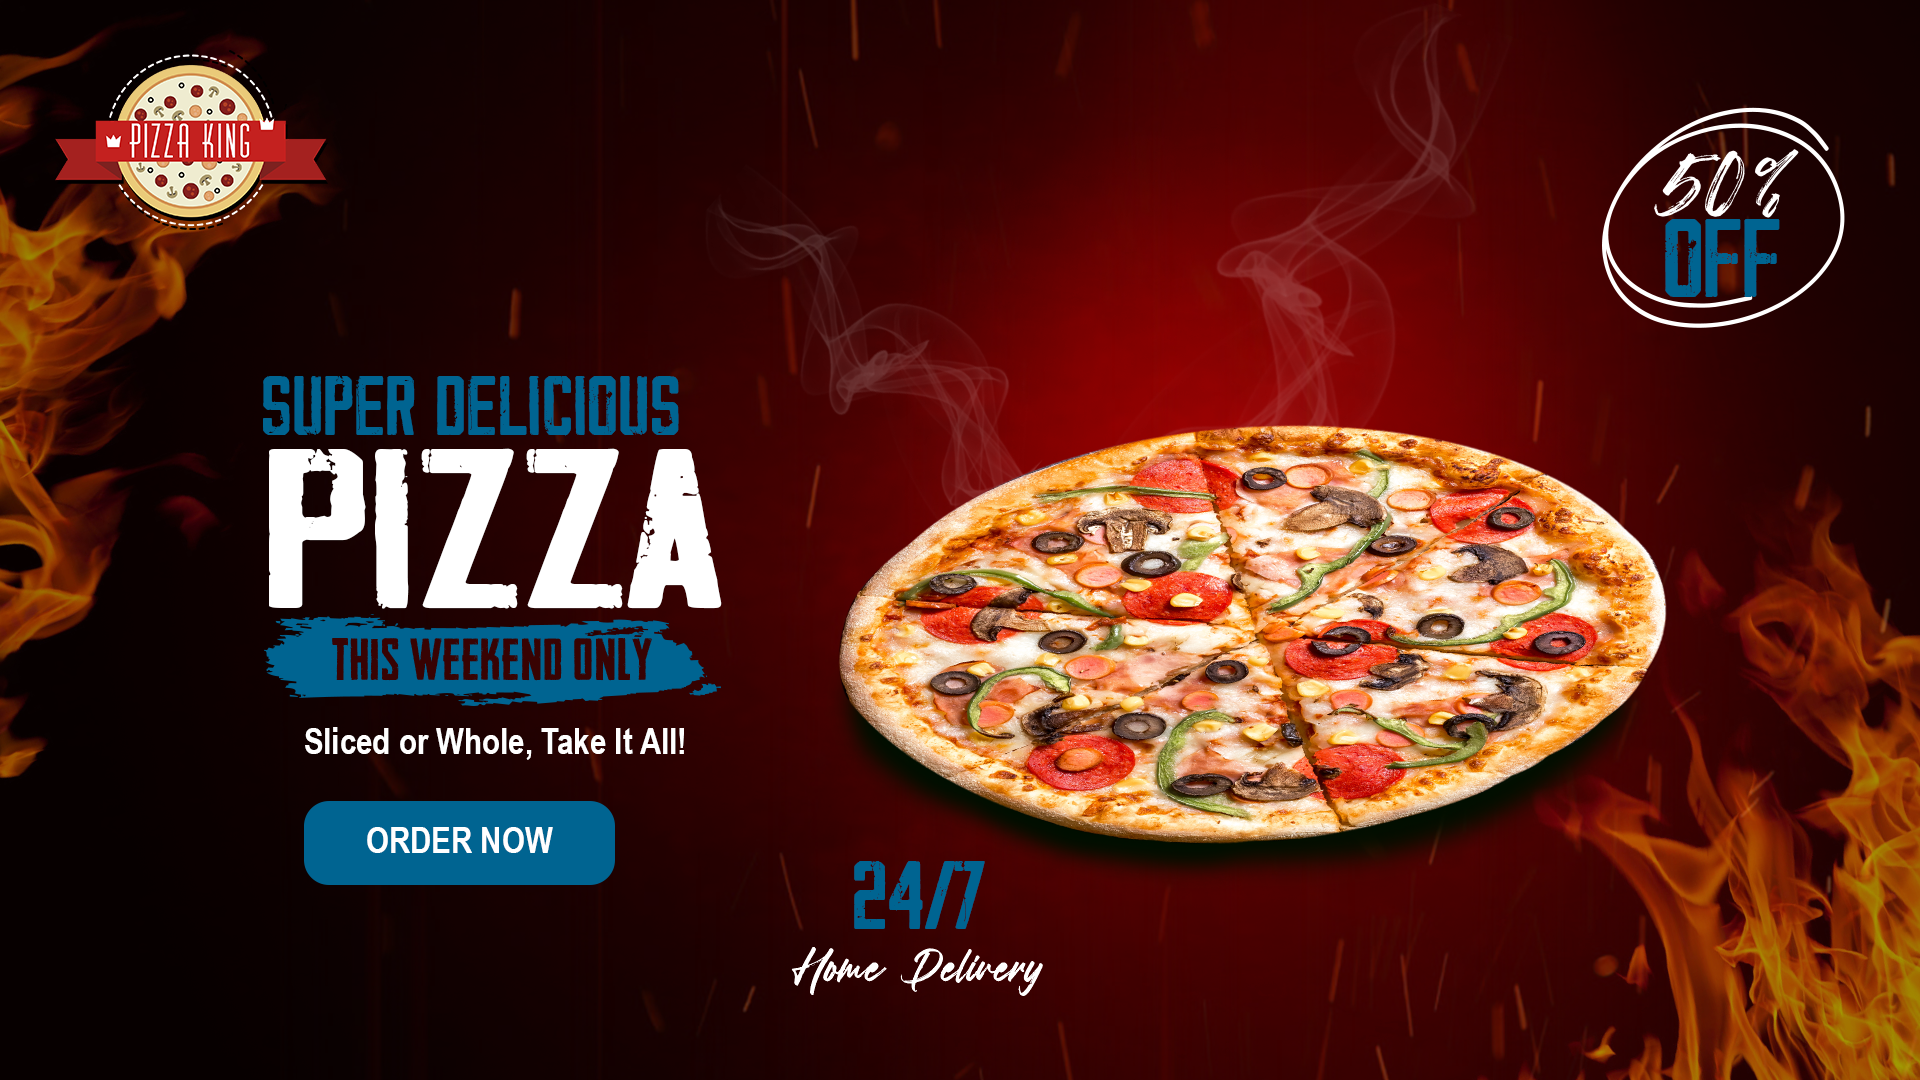 PIZZA KING
50%
OFF
SUPER DELICIOUS
PIZZA
THIS WEEKEND ONLY
Sliced or Whole, Take It All!
ORDER NOW
24/7
Home Delivery